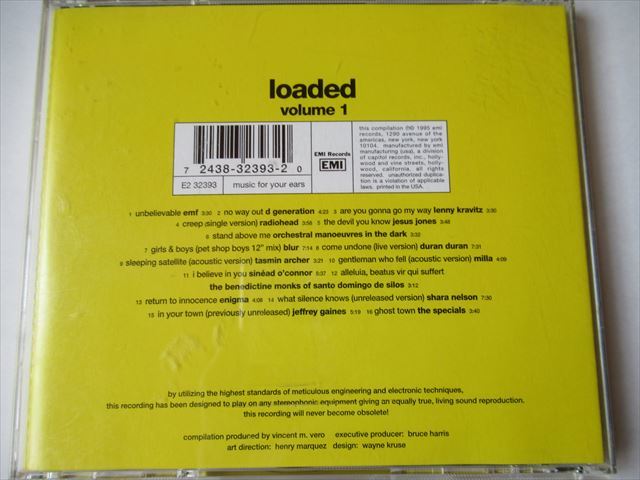 loaded
volume 1
7 2438-32393-2 0
E2 32393 music for your ears
EMI Records
EMI
this compilation ℗© 1995 emi
records, 1290 avenue of the
americas, new york, new york
10104. manufactured by emi
manufacturing (usa), a division
of capitol records, inc., holly-
wood and vine streets, holly-
wood, california. all rights
reserved. unauthorized duplica-
tion is a violation of applicable
laws. printed in the USA.
1 unbelievable emf 3:30 2 no way out d generation 4:23 3 are you gonna go my way lenny kravitz 3:30
4 creep (single version) radiohead 3:56 5 the devil you know jesus jones 3:48
6 stand above me orchestral manoeuvres in the dark 3:32
7 girls & boys (pet shop boys 12" mix) blur 7:14 8 come undone (live version) duran duran 7:31
9 sleeping satellite (acoustic version) tasmin archer 3:21 10 gentleman who fell (acoustic version) milla 4:09
11 i believe in you sinéad o'connor 5:37 12 alleluia, beatus vir qui suffert
the benedictine monks of santo domingo de silos 3:12
13 return to innocence enigma 4:08 14 what silence knows (unreleased version) shara nelson 7:30
15 in your town (previously unreleased) jeffrey gaines 5:19 16 ghost town the specials 3:40
by utilizing the highest standards of meticulous engineering and electronic techniques,
this recording has been designed to play on any stereophonic equipment giving an equally true, living sound reproduction.
this recording will never become obsolete!
compilation produred by vincent m. vero executive producer: bruce harris
art direction: henry marquez design: wayne kruse